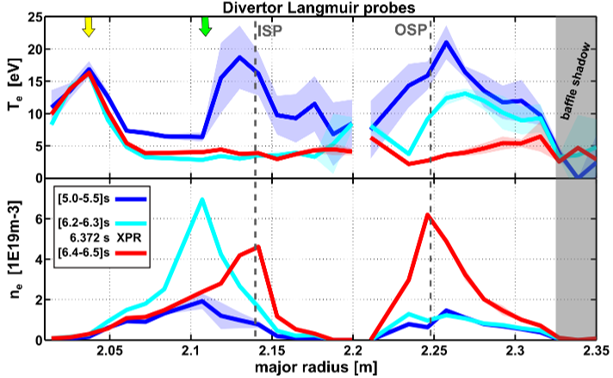 Divertor Langmuir probes
25
20
15
10
5
0
T_e [eV]
ISP
OSP
baffle shadow
6
4
2
0
n_e [1E19m-3]
[5.0-5.5]s
[6.2-6.3]s
6.372 s XPR
[6.4-6.5]s
2.05 2.1 2.15 2.2 2.25 2.3 2.35
major radius [m]